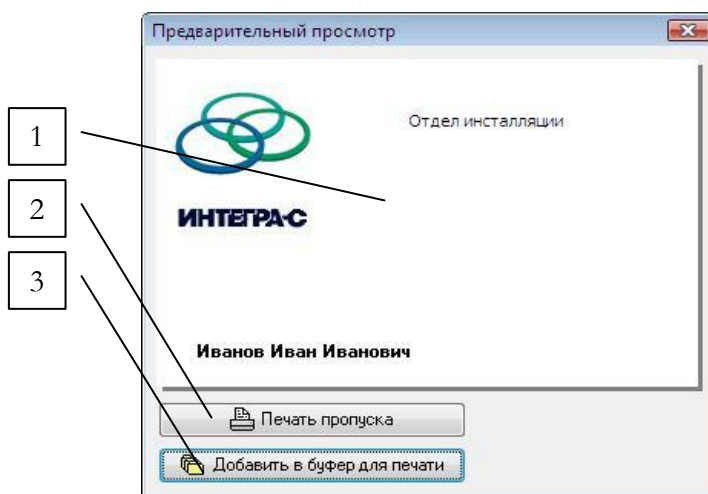 Предварительный просмотр
1
Отдел инсталляции
2
ИНТЕГРА-С
3
Иванов Иван Иванович
Печать пропуска
Добавить в буфер для печати